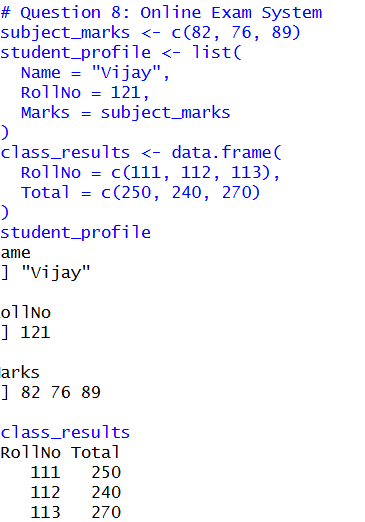 # Question 8: Online Exam System
subject_marks <- c(82, 76, 89)
student_profile <- list(
  Name = "Vijay",
  RollNo = 121,
  Marks = subject_marks
)
class_results <- data.frame(
  RollNo = c(111, 112, 113),
  Total = c(250, 240, 270)
)
student_profile
ame
] "Vijay"

ollNo
] 121

arks
] 82 76 89

class_results
RollNo Total
   111   250
   112   240
   113   270